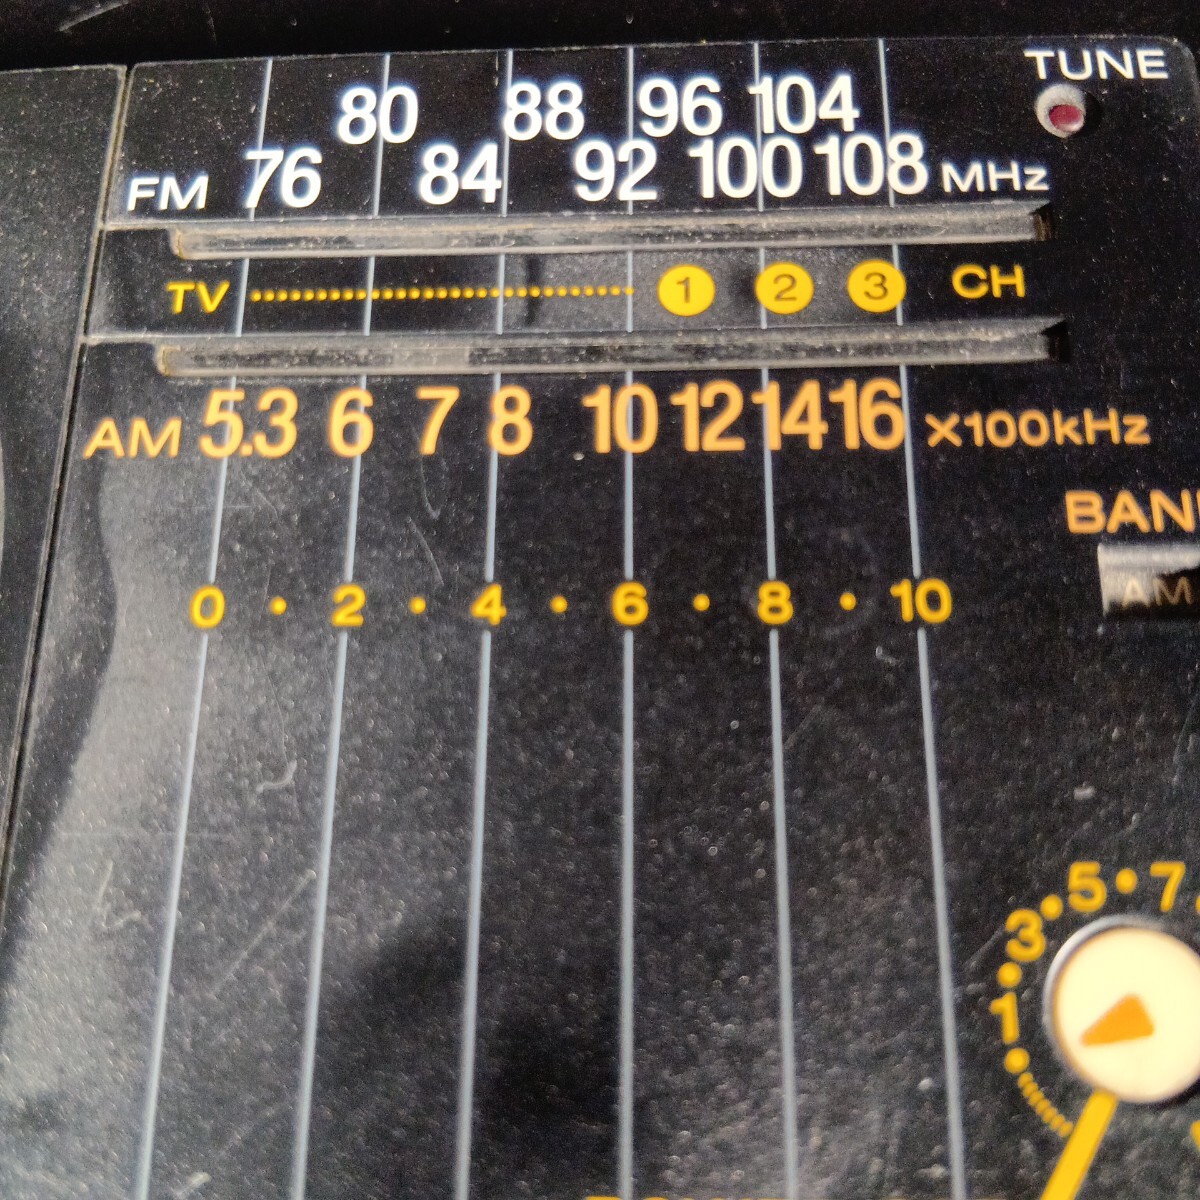 TUNE
80 88 96 104
FM 76 84 92 100 108 MHz
TV 1 2 3 CH
AM 5.3 6 7 8 10 12 14 16 X100kHz
0 · 2 · 4 · 6 · 8 · 10
AM
1 · 3 · 5 · 7